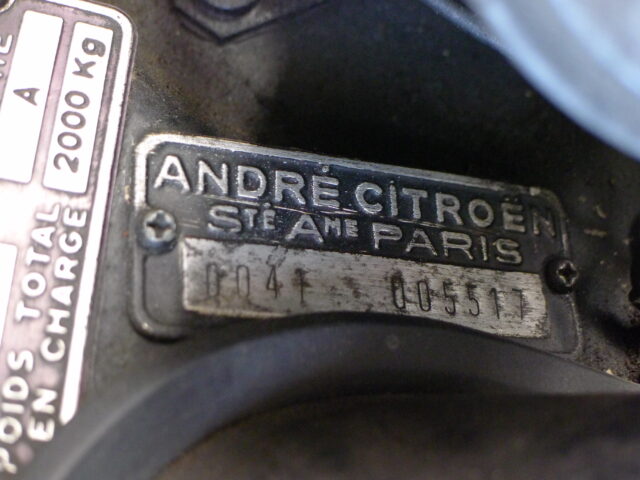 A
2000 Kg
POIDS TOTAL
EN CHARGE
ANDRÉ CITROËN
STÉ AME PARIS
0041 005517